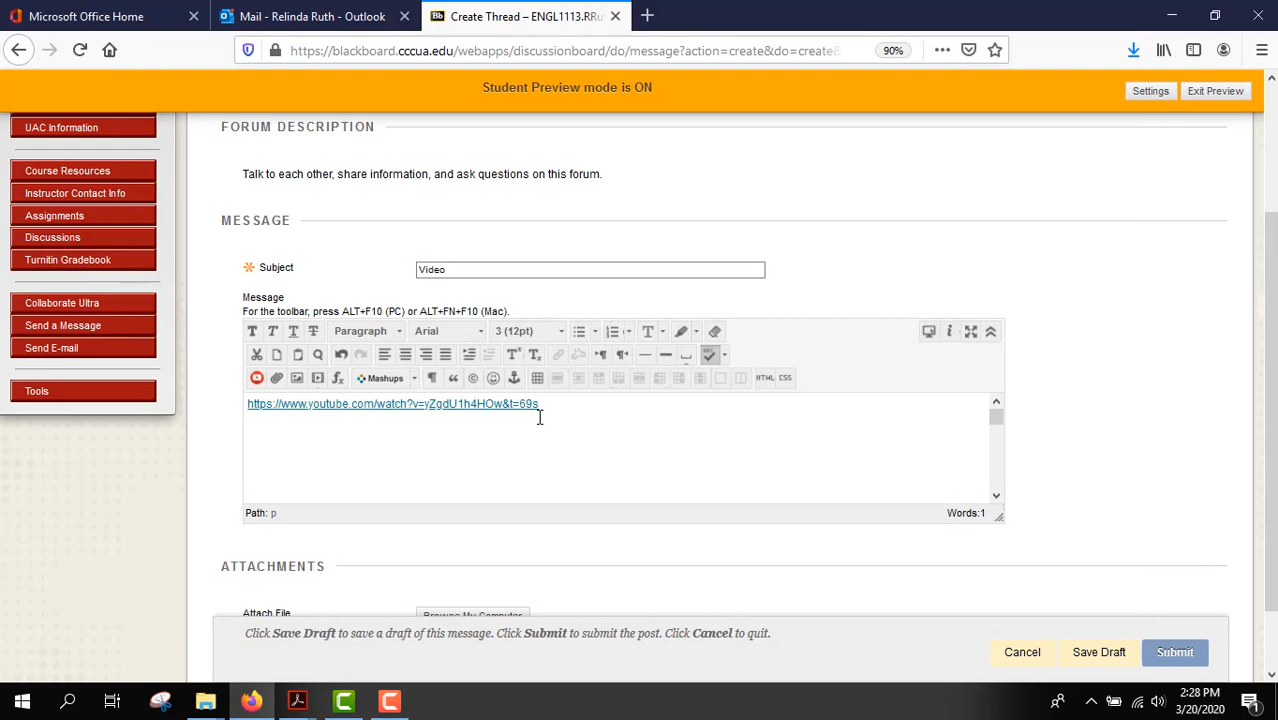 Microsoft Office Home
Mail - Relinda Ruth - Outlook
Bb Create Thread – ENGL1113.RRu
https://blackboard.cccua.edu/webapps/discussionboard/do/message?action=create&do=create&
90%
Student Preview mode is ON
Settings
Exit Preview
UAC Information
Course Resources
Instructor Contact Info
Assignments
Discussions
Turnitin Gradebook
Collaborate Ultra
Send a Message
Send E-mail
Tools
FORUM DESCRIPTION
Talk to each other, share information, and ask questions on this forum.
MESSAGE
Subject
Video
Message
For the toolbar, press ALT+F10 (PC) or ALT+FN+F10 (Mac).
T T T T Paragraph Arial 3 (12pt) T
Mashups
HTML CSS
https://www.youtube.com/watch?v=yZgdU1h4HOw&t=69s
Path: p
Words:1
ATTACHMENTS
Attach File
Browse My Computer
Click Save Draft to save a draft of this message. Click Submit to submit the post. Click Cancel to quit.
Cancel
Save Draft
Submit
2:28 PM
3/20/2020
1